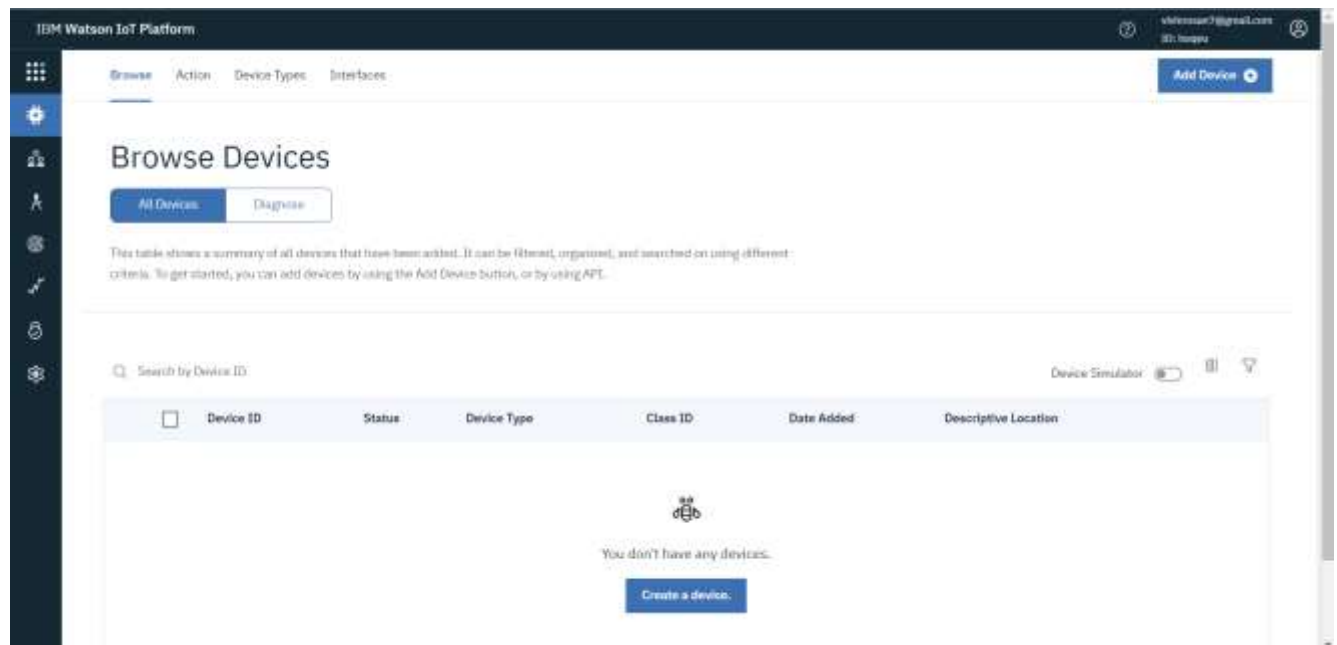 IBM Watson IoT Platform
Browse Action Device Types Interfaces
Add Device
Browse Devices
All Devices Diagnose
This table shows a summary of all devices that have been added. It can be filtered, organized, and searched on using different
criteria. To get started, you can add devices by using the Add Device button, or by using API.
Search by Device ID
Device Simulator
Device ID Status Device Type Class ID Date Added Descriptive Location
You don't have any devices.
Create a device.